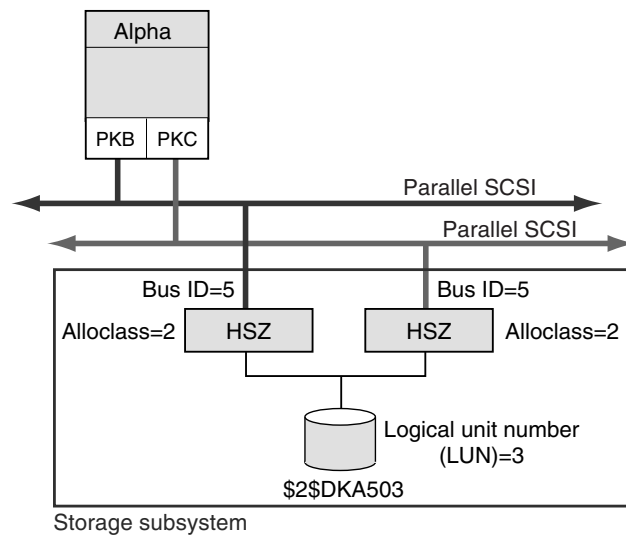 Alpha
PKB PKC
Parallel SCSI
Parallel SCSI
Bus ID=5 Bus ID=5
Alloclass=2 HSZ HSZ Alloclass=2
Logical unit number
(LUN)=3
$2$DKA503
Storage subsystem